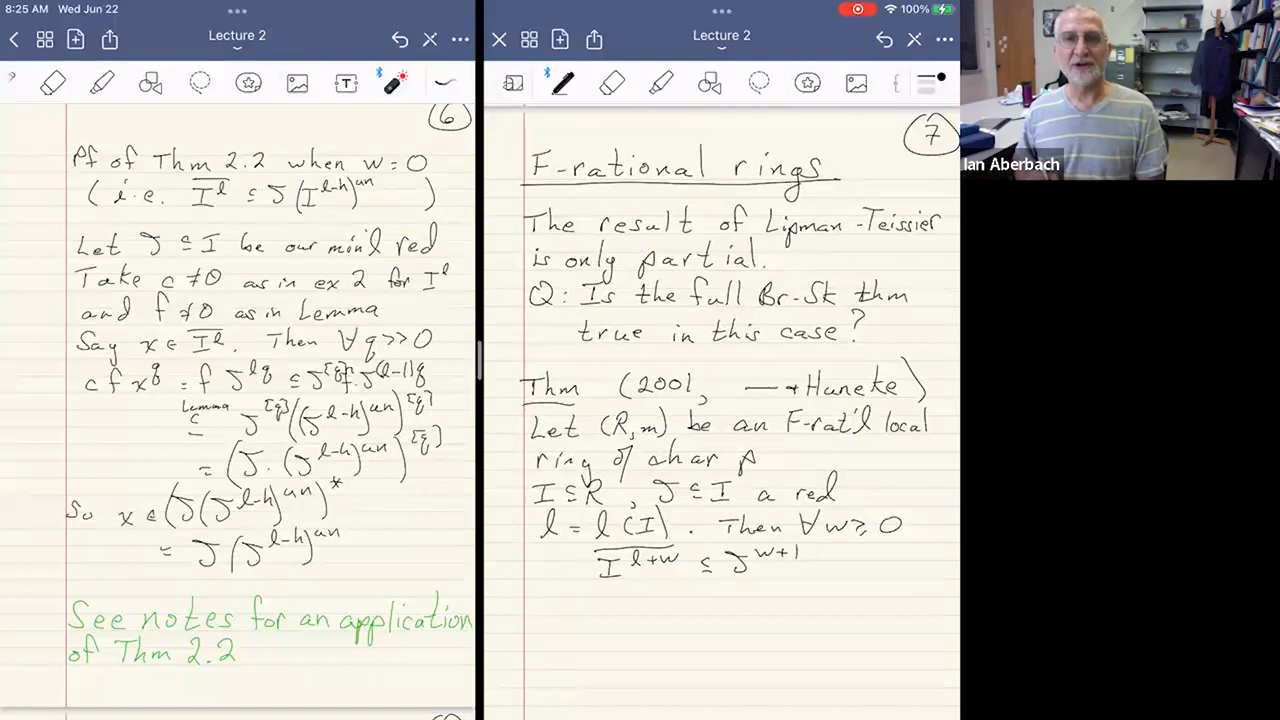 8:25 AM Wed Jun 22
100%
Lecture 2
Lecture 2
6
Pf of Thm 2.2 when w = 0
(i.e. \overline{I^l} ⊆ J(I^{l-h})^{un} )
Let J ⊆ I be our min'l red
Take c ≠ 0 as in ex 2 for I^l
and f ≠ 0 as in Lemma
Say x ∈ \overline{I^l}. Then ∀ q >> 0
c f x^q = f J^{lq} ⊆ J^{[q]} f J^{(l-1)q}
Lemma ⊆ J^{[q]} ((J^{l-h})^{un})^{[q]}
= (J · (J^{l-h})^{un})^{[q]}
So x ∈ (J(J^{l-h})^{un})^*
= J(J^{l-h})^{un}
See notes for an application
of Thm 2.2
7
F-rational rings
The result of Lipman-Teissier
is only partial.
Q: Is the full Br-Sk thm
true in this case?
Thm (2001, — + Huneke)
Let (R, m) be an F-rat'l local
ring of char p
I ⊆ R, J ⊆ I a red
l = l(I). Then ∀ w ≥ 0
\overline{I^{l+w}} ⊆ J^{w+1}
Ian Aberbach